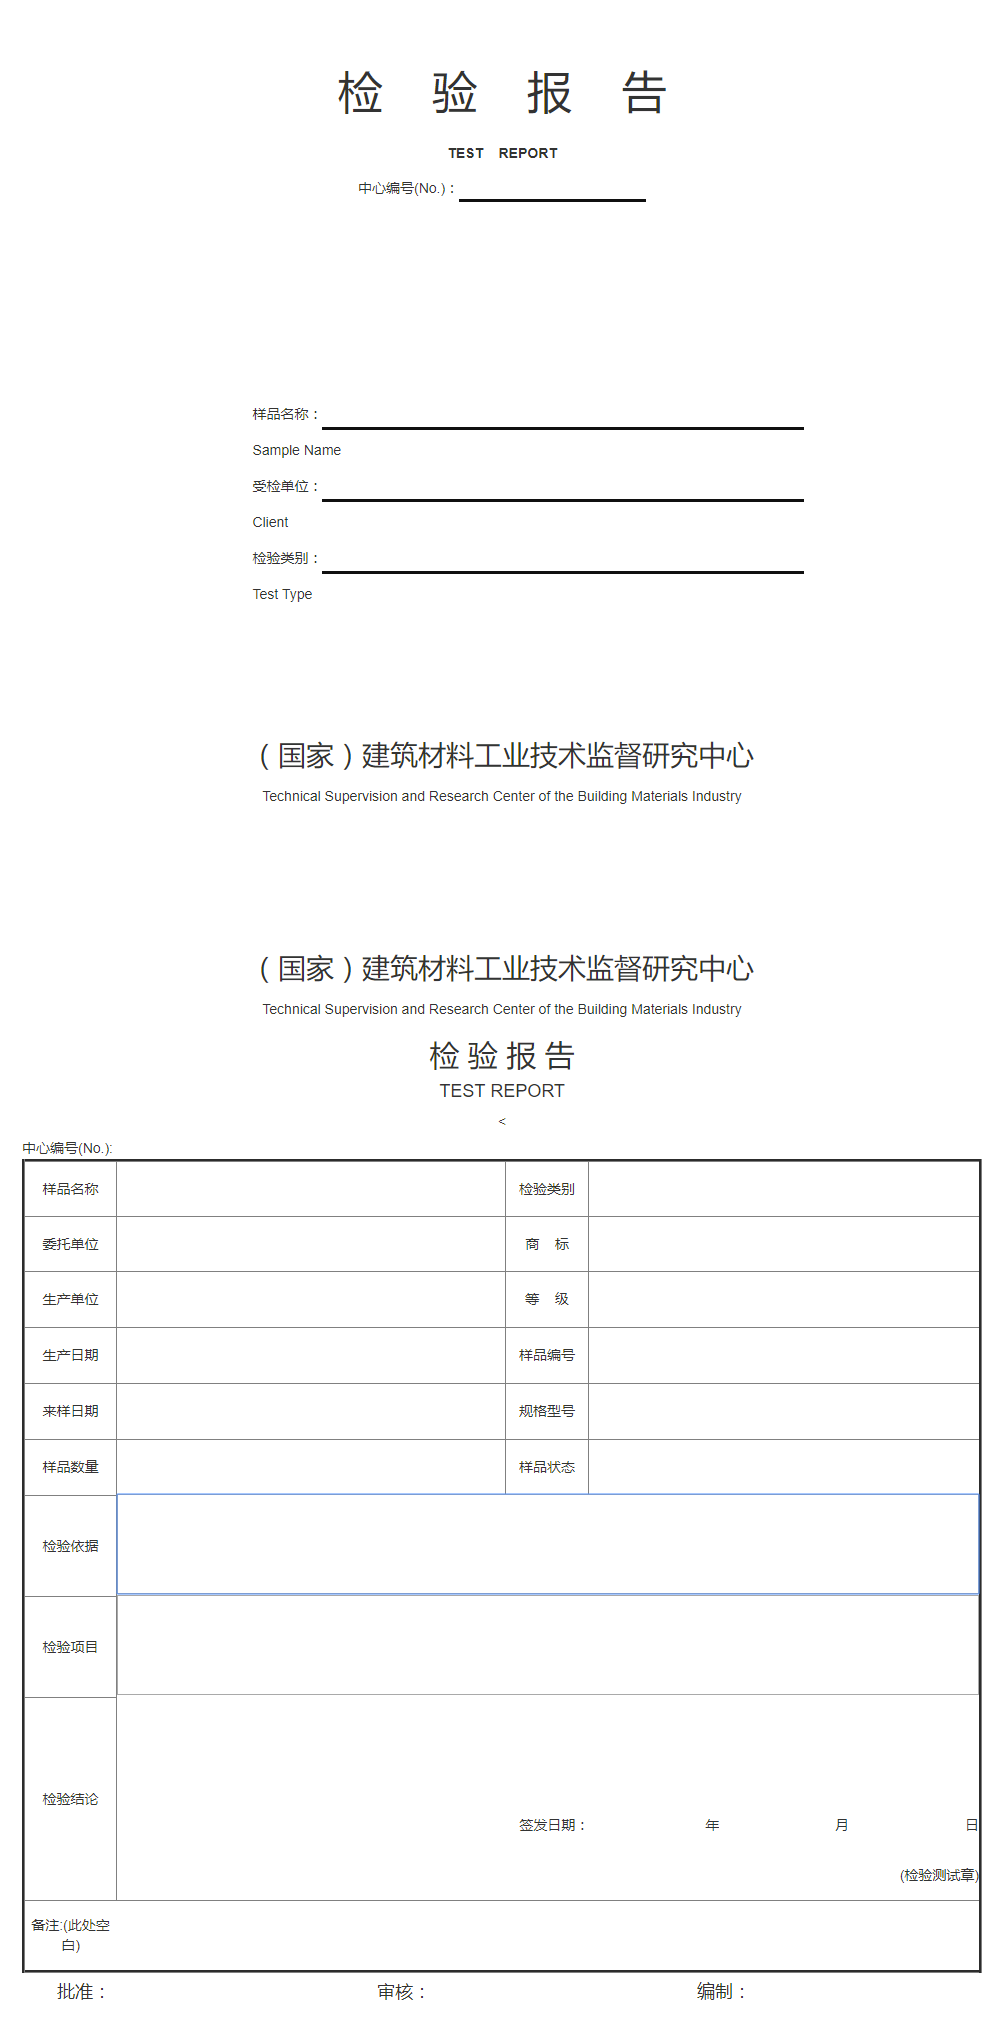 检 验 报 告
TEST REPORT
中心编号(No.)：
样品名称：
Sample Name
受检单位：
Client
检验类别：
Test Type
（国家）建筑材料工业技术监督研究中心
Technical Supervision and Research Center of the Building Materials Industry
（国家）建筑材料工业技术监督研究中心
Technical Supervision and Research Center of the Building Materials Industry
检 验 报 告
TEST REPORT
<
中心编号(No.):
样品名称 检验类别
委托单位 商 标
生产单位 等 级
生产日期 样品编号
来样日期 规格型号
样品数量 样品状态
检验依据
检验项目
检验结论
签发日期： 年 月 日
(检验测试章)
备注:(此处空
白)
批准： 审核： 编制：